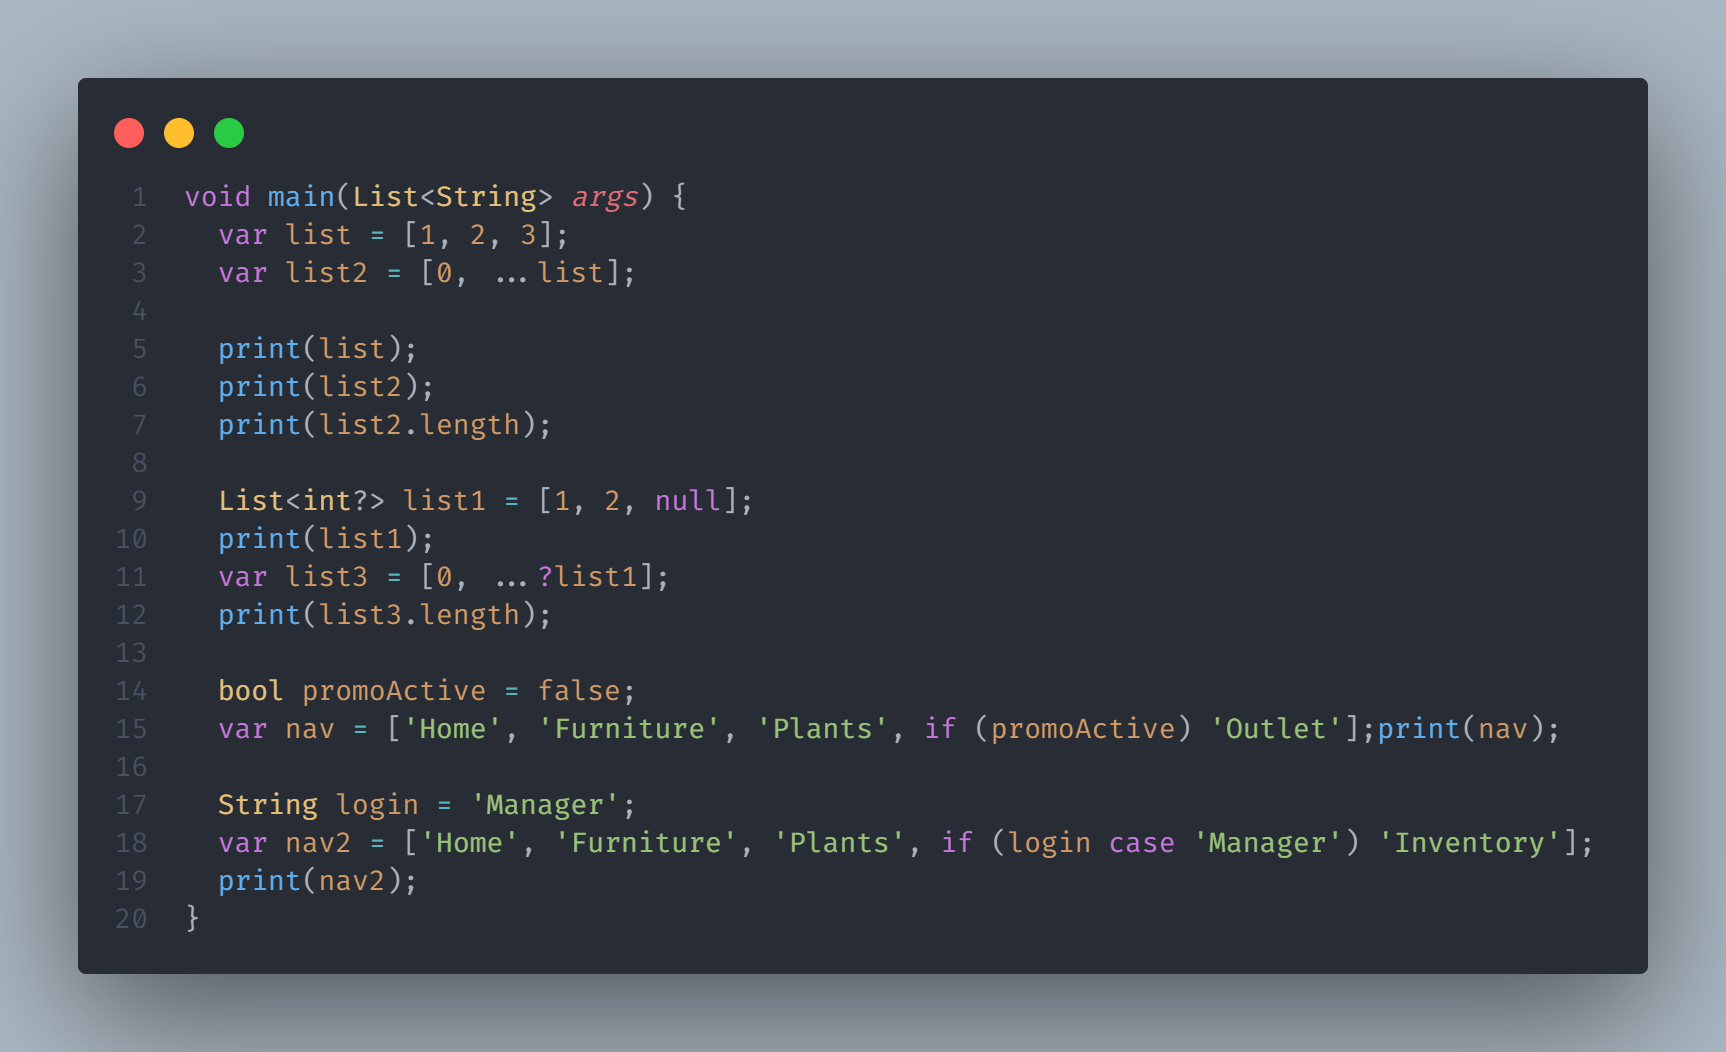 1 void main(List<String> args) {
2   var list = [1, 2, 3];
3   var list2 = [0, ...list];
4
5   print(list);
6   print(list2);
7   print(list2.length);
8
9   List<int?> list1 = [1, 2, null];
10   print(list1);
11   var list3 = [0, ...?list1];
12   print(list3.length);
13
14   bool promoActive = false;
15   var nav = ['Home', 'Furniture', 'Plants', if (promoActive) 'Outlet'];print(nav);
16
17   String login = 'Manager';
18   var nav2 = ['Home', 'Furniture', 'Plants', if (login case 'Manager') 'Inventory'];
19   print(nav2);
20 }